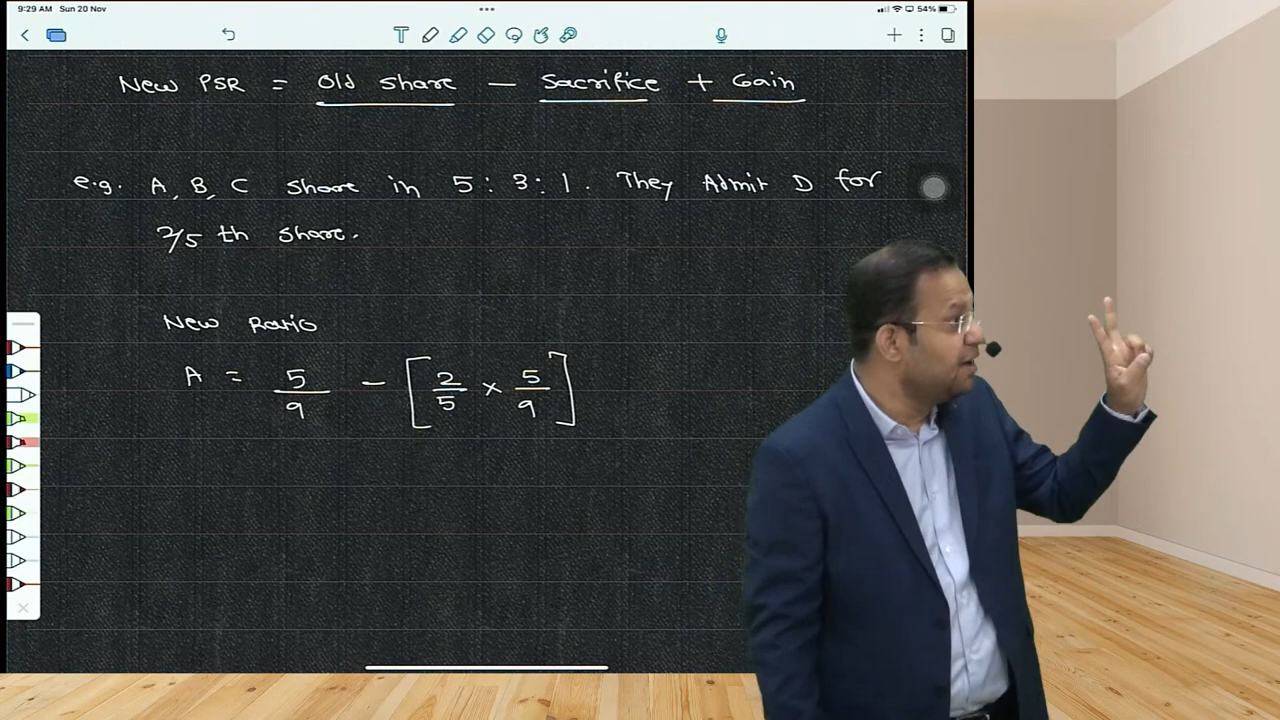 9:29 AM Sun 20 Nov
54%
T
New PSR = Old share - Sacrifice + Gain
e.g. A, B, C share in 5:3:1. They Admit D for
2/5 th share.
New Ratio
A = 5/9 - [2/5 × 5/9]